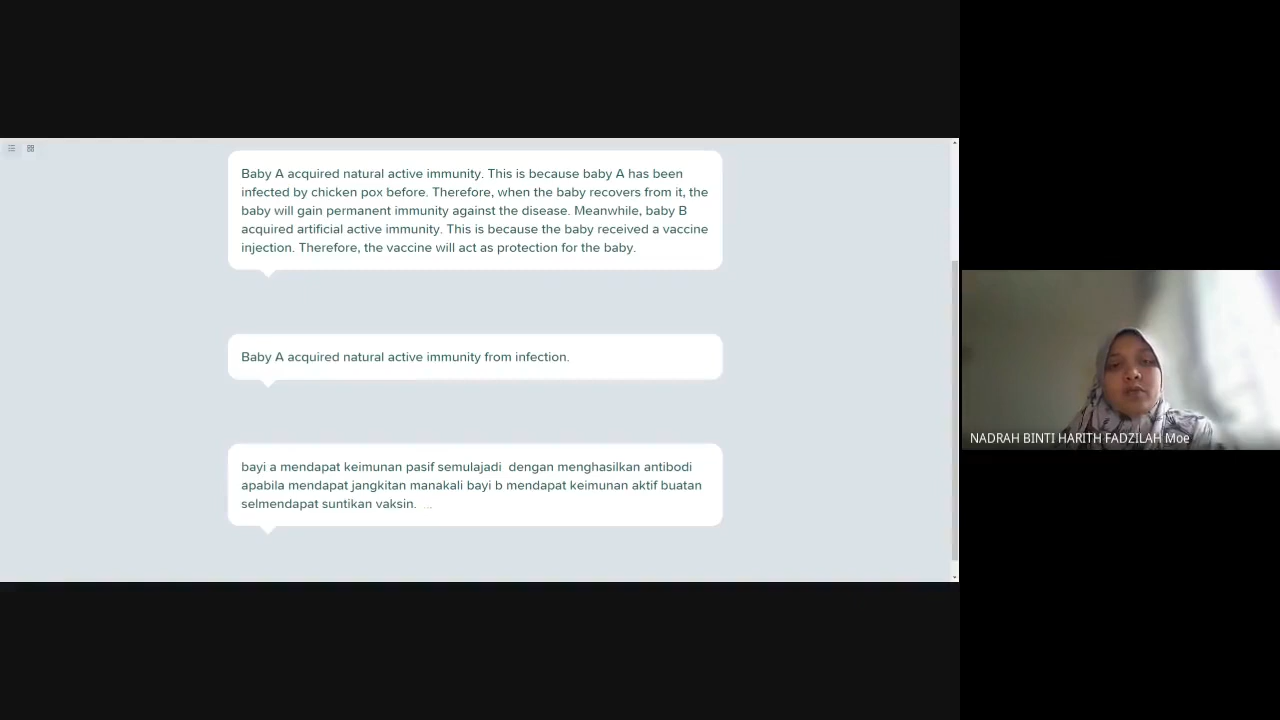 Baby A acquired natural active immunity. This is because baby A has been
infected by chicken pox before. Therefore, when the baby recovers from it, the
baby will gain permanent immunity against the disease. Meanwhile, baby B
acquired artificial active immunity. This is because the baby received a vaccine
injection. Therefore, the vaccine will act as protection for the baby.
Baby A acquired natural active immunity from infection.
bayi a mendapat keimunan pasif semulajadi  dengan menghasilkan antibodi
apabila mendapat jangkitan manakali bayi b mendapat keimunan aktif buatan
selmendapat suntikan vaksin.  ...
NADRAH BINTI HARITH FADZILAH Moe